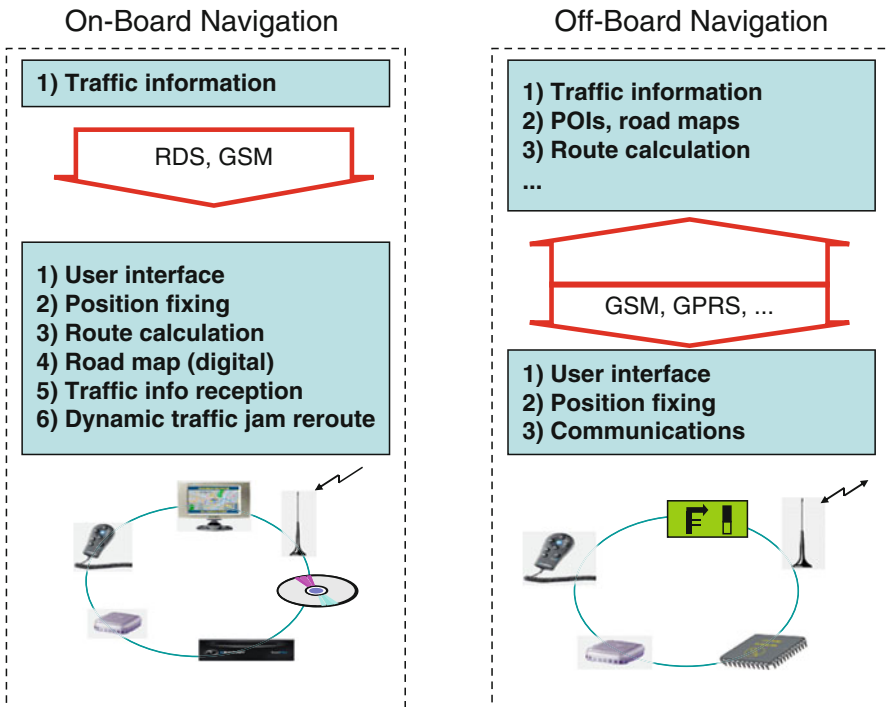 On-Board Navigation
1) Traffic information
RDS, GSM
1) User interface
2) Position fixing
3) Route calculation
4) Road map (digital)
5) Traffic info reception
6) Dynamic traffic jam reroute
Off-Board Navigation
1) Traffic information
2) POIs, road maps
3) Route calculation
...
GSM, GPRS, ...
1) User interface
2) Position fixing
3) Communications